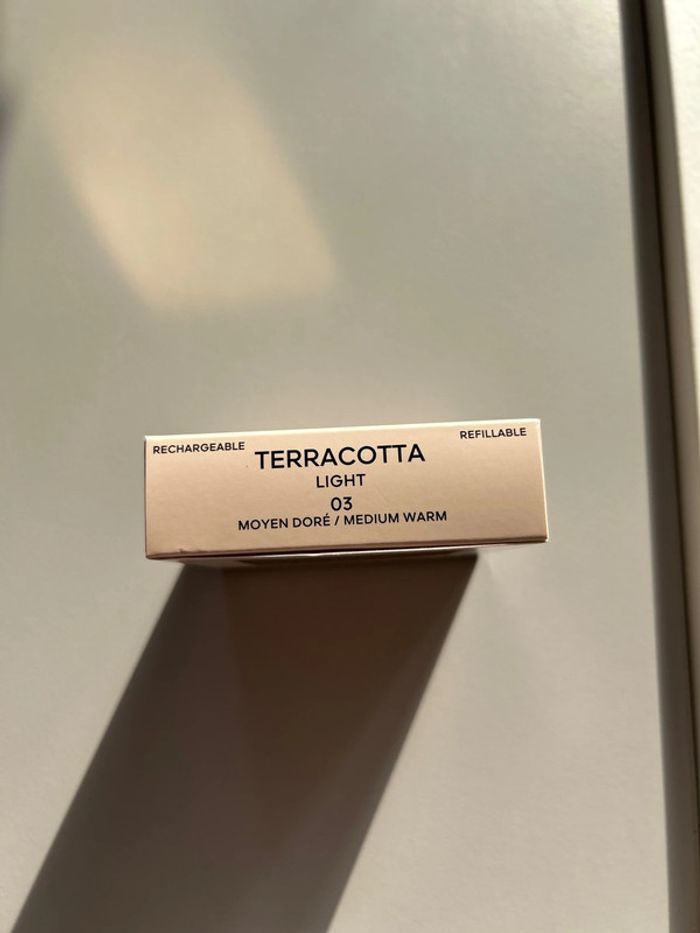 RECHARGEABLE
REFILLABLE
TERRACOTTA
LIGHT
03
MOYEN DORÉ / MEDIUM WARM